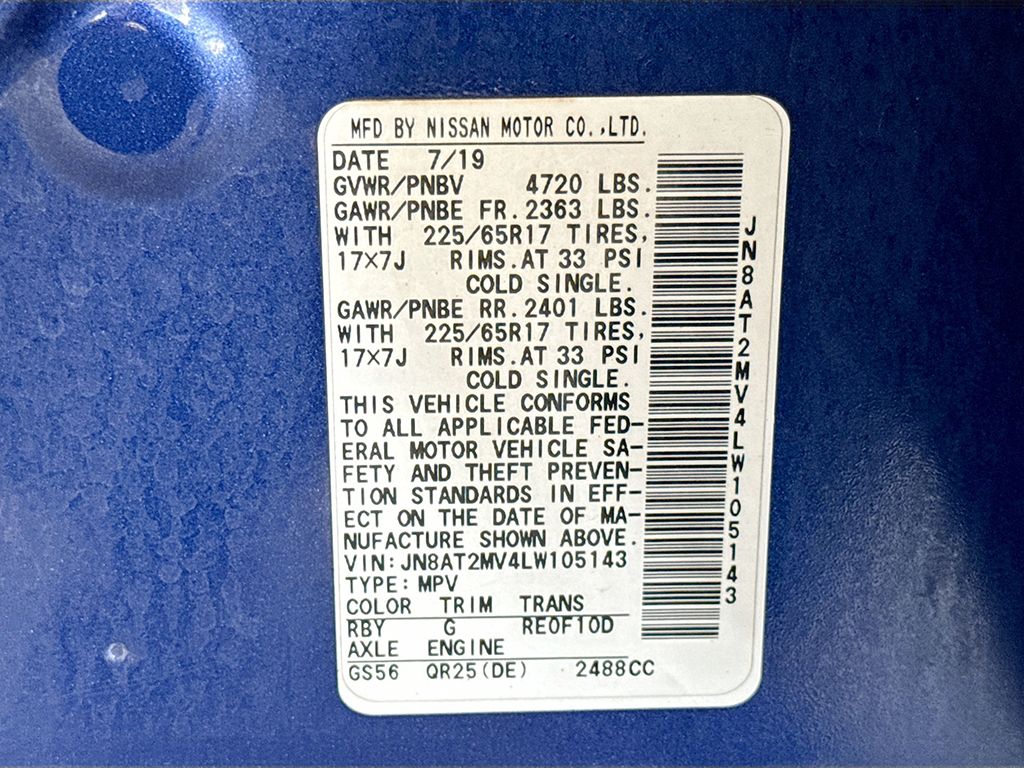 MFD BY NISSAN MOTOR CO.,LTD.
DATE 7/19
GVWR/PNBV 4720 LBS.
GAWR/PNBE FR.2363 LBS.
WITH 225/65R17 TIRES,
17×7J RIMS.AT 33 PSI
COLD SINGLE.
GAWR/PNBE RR.2401 LBS.
WITH 225/65R17 TIRES,
17×7J RIMS.AT 33 PSI
COLD SINGLE.
THIS VEHICLE CONFORMS
TO ALL APPLICABLE FED-
ERAL MOTOR VEHICLE SA-
FETY AND THEFT PREVEN-
TION STANDARDS IN EFF-
ECT ON THE DATE OF MA-
NUFACTURE SHOWN ABOVE.
VIN:JN8AT2MV4LW105143
TYPE:MPV
COLOR TRIM TRANS
RBY G RE0F10D
AXLE ENGINE
GS56 QR25(DE) 2488CC
JN8AT2MV4LW105143